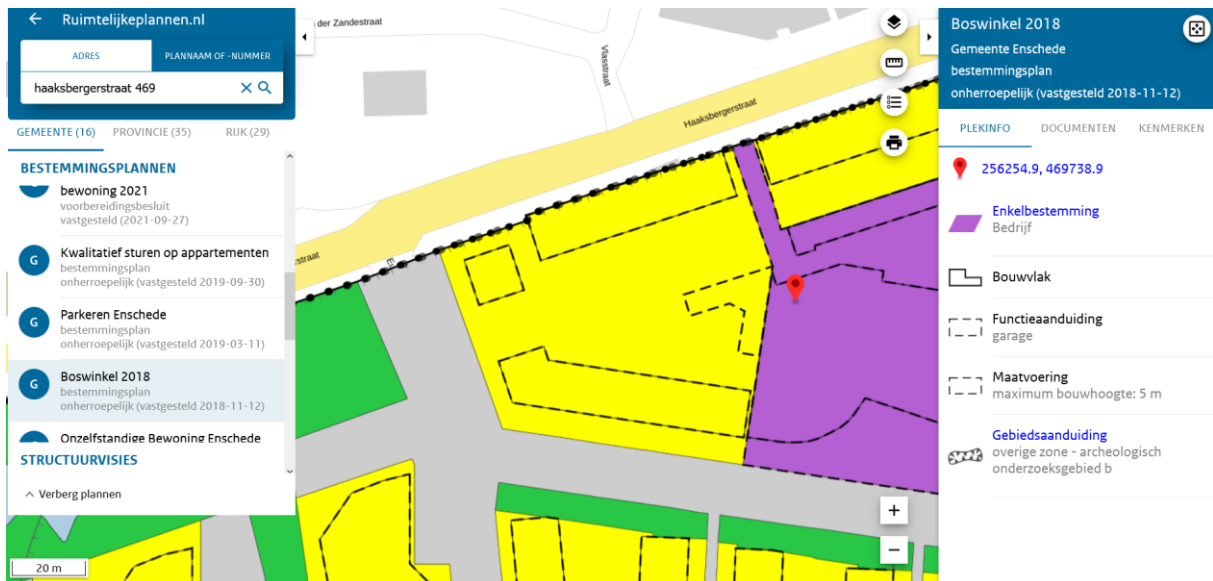 Ruimtelijkeplannen.nl
ADRES
PLANNAAM OF -NUMMER
haaksbergerstraat 469
GEMEENTE (16)
PROVINCIE (35)
RIJK (29)
BESTEMMINGSPLANNEN
bewoning 2021
voorbereidingsbesluit
vastgesteld (2021-09-27)
G
Kwalitatief sturen op appartementen
bestemmingsplan
onherroepelijk (vastgesteld 2019-09-30)
G
Parkeren Enschede
bestemmingsplan
onherroepelijk (vastgesteld 2019-03-11)
G
Boswinkel 2018
bestemmingsplan
onherroepelijk (vastgesteld 2018-11-12)
Onzelfstandige Bewoning Enschede
STRUCTUURVISIES
Verberg plannen
20 m
der Zandestraat
Vlasstraat
Haaksbergerstraat
straat
+
−
Boswinkel 2018
Gemeente Enschede
bestemmingsplan
onherroepelijk (vastgesteld 2018-11-12)
PLEKINFO
DOCUMENTEN
KENMERKEN
256254.9, 469738.9
Enkelbestemming
Bedrijf
Bouwvlak
Functieaanduiding
garage
Maatvoering
maximum bouwhoogte: 5 m
Gebiedsaanduiding
overige zone - archeologisch
onderzoeksgebied b